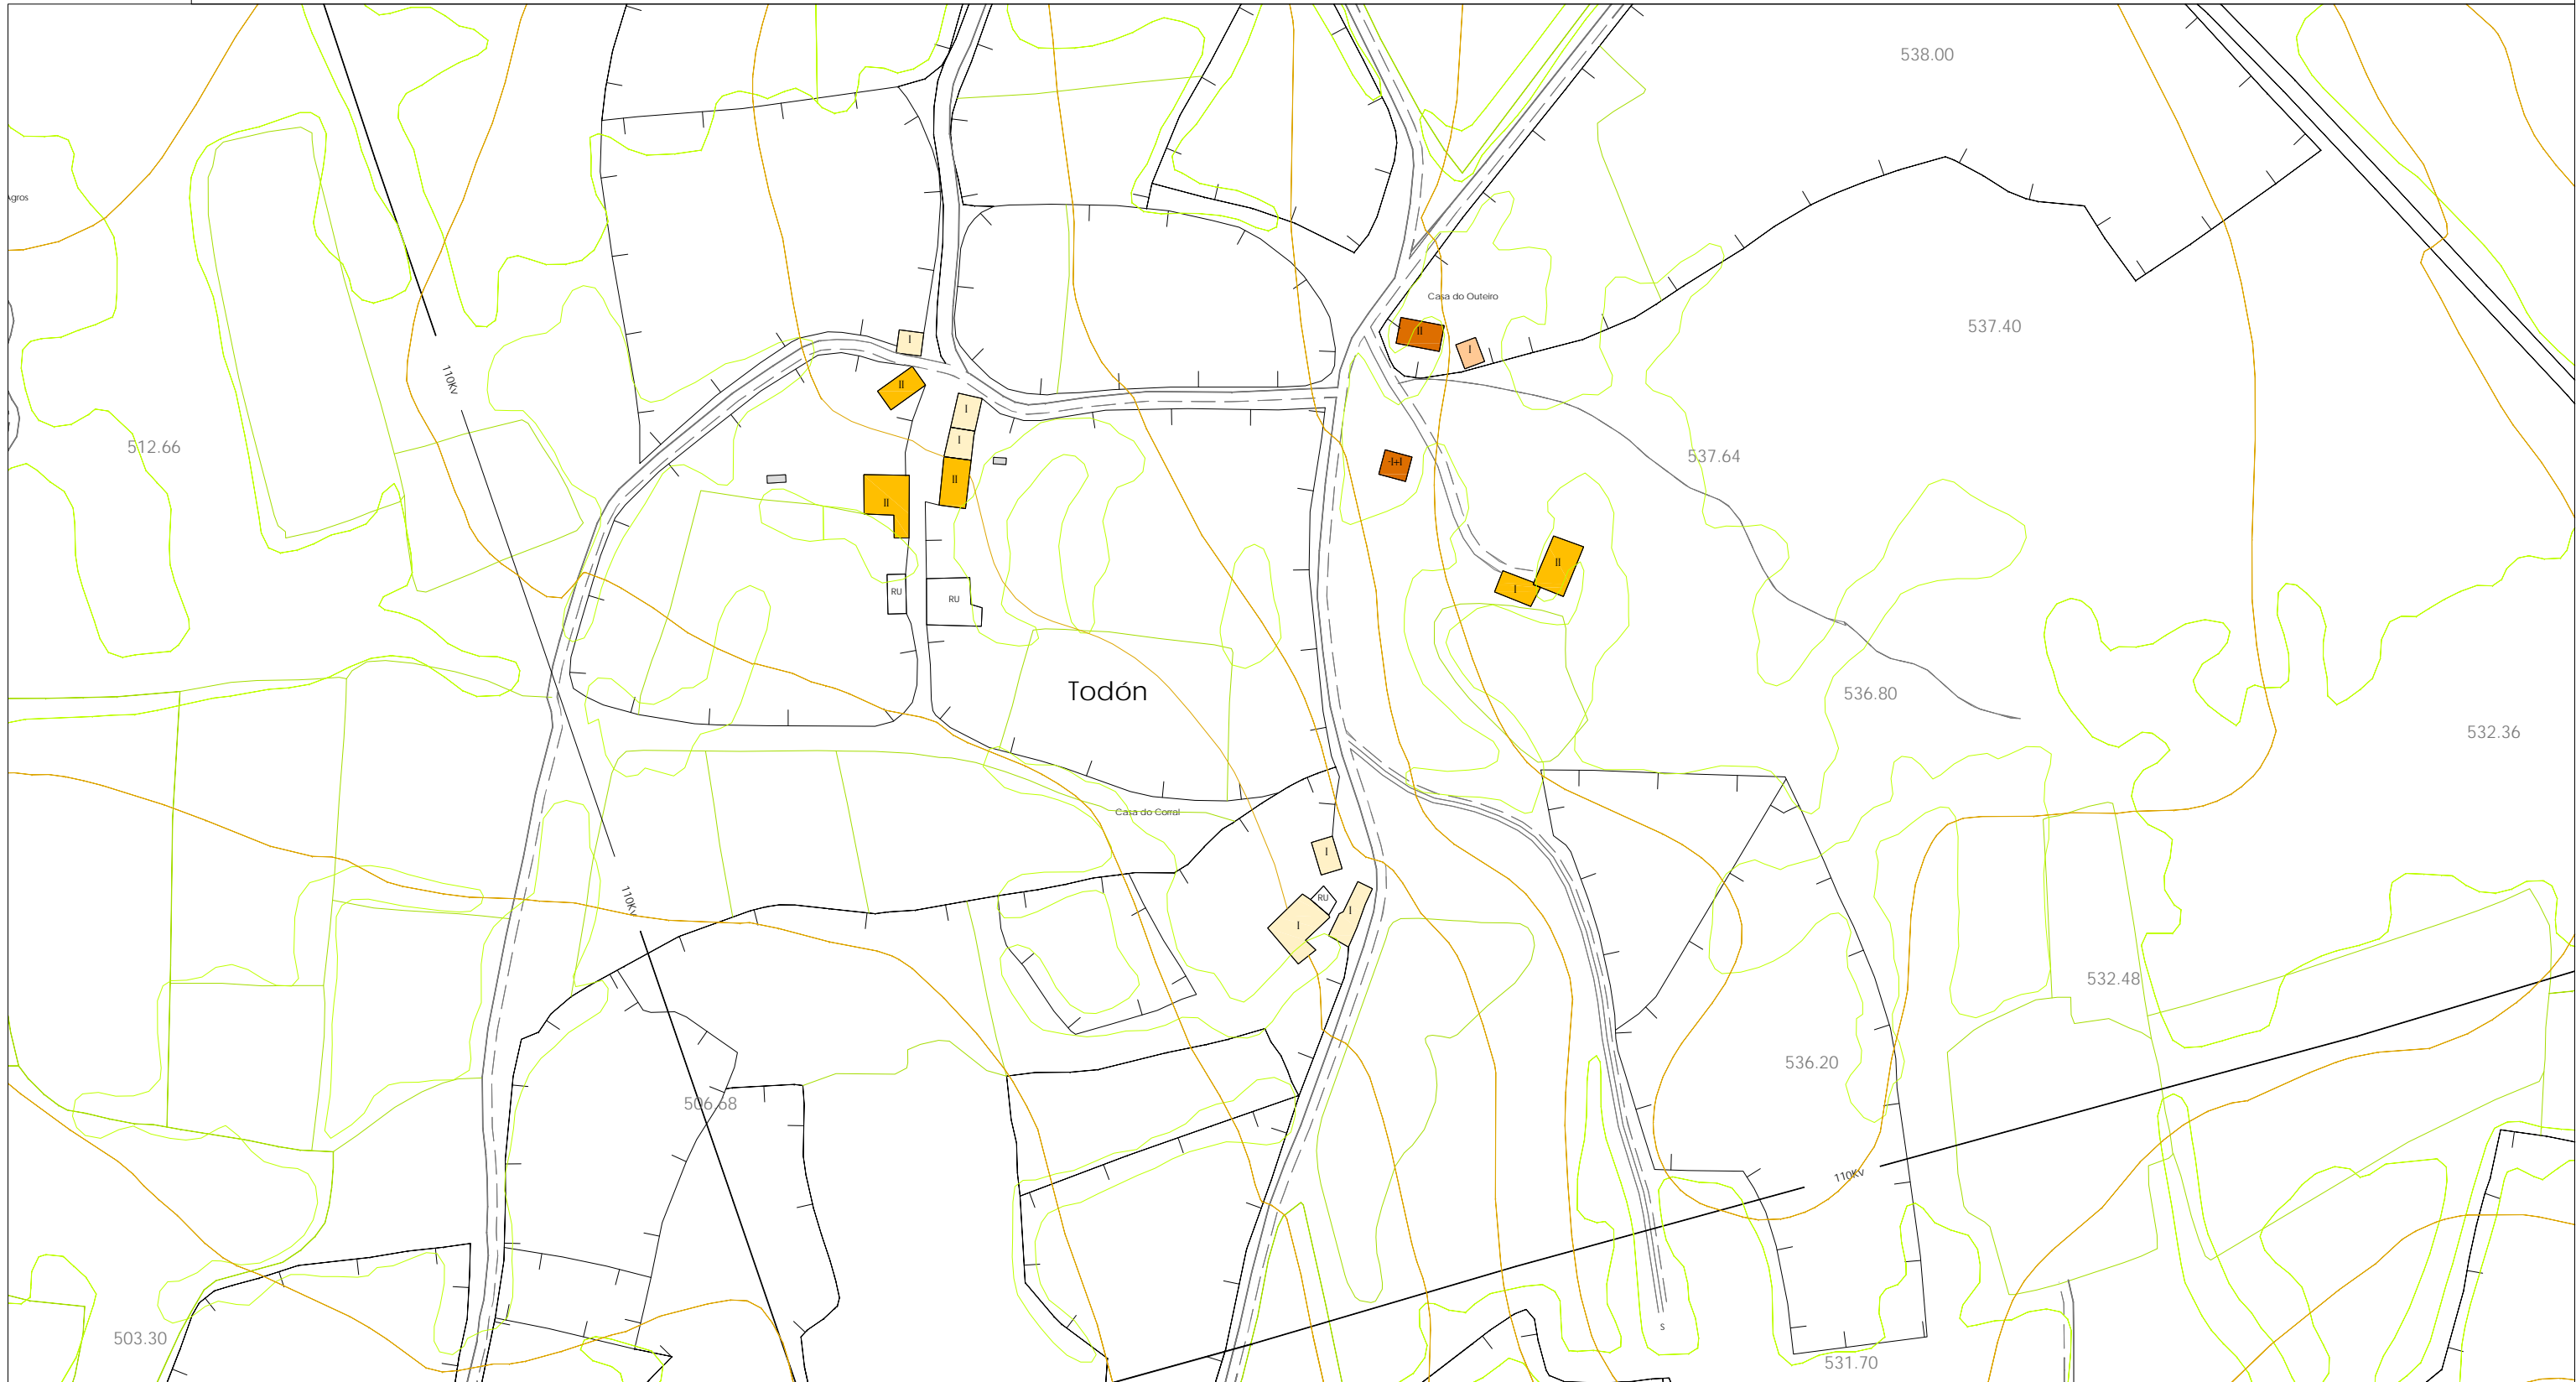 538.00
Agros
Casa do Outeiro
537.40
I
II
I
110Kv
II
I
I
512.66
537.64
I+I
II
II
II
I
RU
RU
Todón
536.80
532.36
Casa do Corral
I
110Kv
RU
I
I
532.48
536.20
506.68
110Kv
S
503.30
531.70